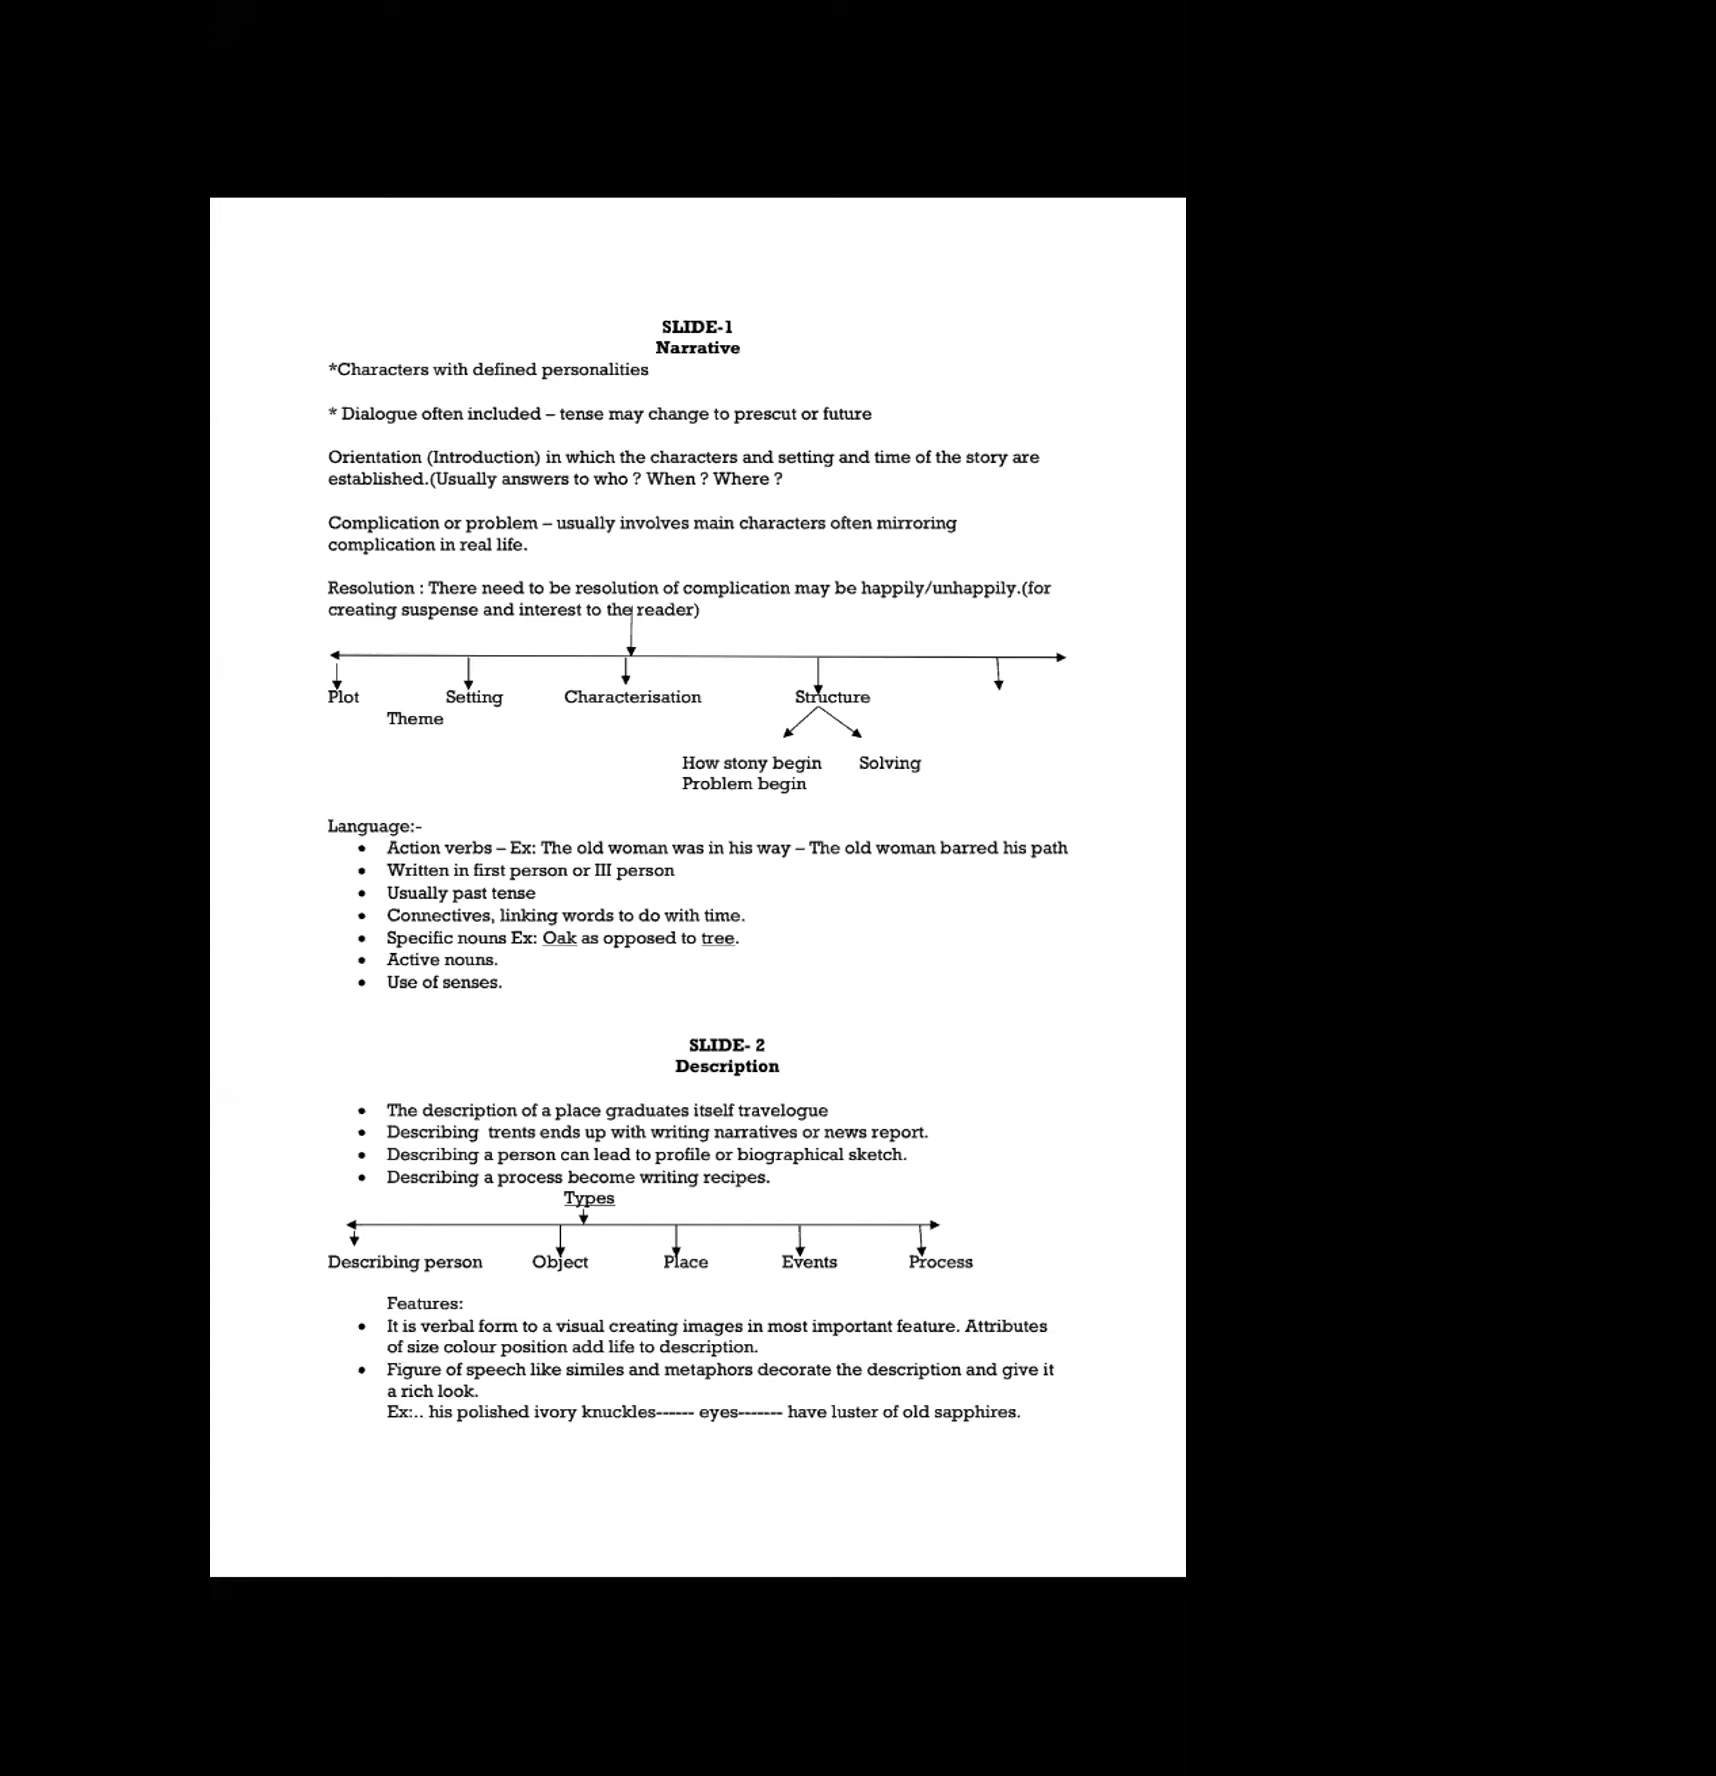 SLIDE-1
Narrative
*Characters with defined personalities
* Dialogue often included – tense may change to prescut or future
Orientation (Introduction) in which the characters and setting and time of the story are
established.(Usually answers to who ? When ? Where ?
Complication or problem – usually involves main characters often mirroring
complication in real life.
Resolution : There need to be resolution of complication may be happily/unhappily.(for
creating suspense and interest to the reader)
Plot Setting Characterisation Structure
Theme
How stony begin Solving
Problem begin
Language:-
• Action verbs – Ex: The old woman was in his way – The old woman barred his path
• Written in first person or III person
• Usually past tense
• Connectives, linking words to do with time.
• Specific nouns Ex: Oak as opposed to tree.
• Active nouns.
• Use of senses.
SLIDE- 2
Description
• The description of a place graduates itself travelogue
• Describing trents ends up with writing narratives or news report.
• Describing a person can lead to profile or biographical sketch.
• Describing a process become writing recipes.
Types
Describing person Object Place Events Process
Features:
• It is verbal form to a visual creating images in most important feature. Attributes
of size colour position add life to description.
• Figure of speech like similes and metaphors decorate the description and give it
a rich look.
Ex:.. his polished ivory knuckles------ eyes------- have luster of old sapphires.